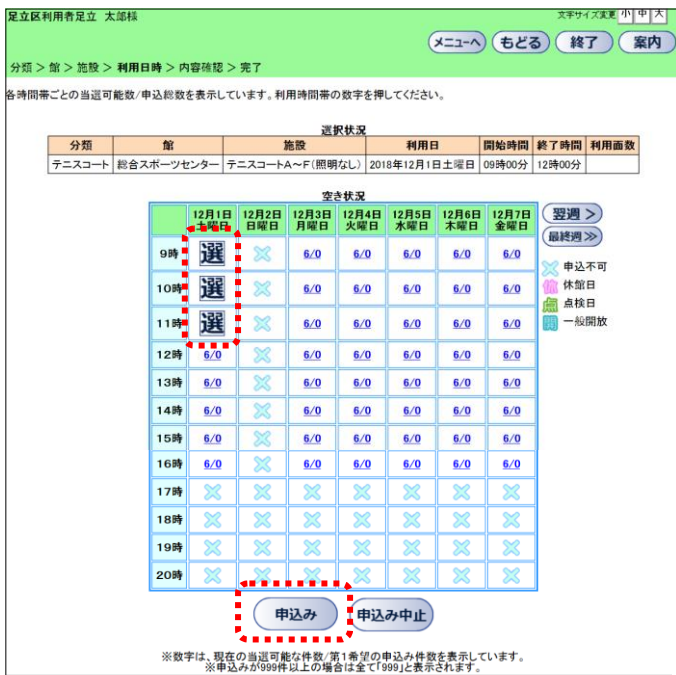 足立区利用者足立 太郎様
文字サイズ変更 小 中 大
メニューへ もどる 終了 案内
分類 > 館 > 施設 > 利用日時 > 内容確認 > 完了
各時間帯ごとの当選可能数/申込総数を表示しています。利用時間帯の数字を押してください。
選択状況
分類 館 施設 利用日 開始時間 終了時間 利用面数
テニスコート 総合スポーツセンター テニスコートA～F(照明なし) 2018年12月1日土曜日 09時00分 12時00分
空き状況
12月1日 12月2日 12月3日 12月4日 12月5日 12月6日 12月7日
土曜日 日曜日 月曜日 火曜日 水曜日 木曜日 金曜日
翌週 >
最終週 ≫
9時 選 6/0 6/0 6/0 6/0 6/0
10時 選 6/0 6/0 6/0 6/0 6/0
11時 選 6/0 6/0 6/0 6/0 6/0
12時 6/0 6/0 6/0 6/0 6/0 6/0
13時 6/0 6/0 6/0 6/0 6/0 6/0
14時 6/0 6/0 6/0 6/0 6/0 6/0
15時 6/0 6/0 6/0 6/0 6/0 6/0
16時 6/0 6/0 6/0 6/0 6/0 6/0
17時
18時
19時
20時
申込不可
休 休館日
点 点検日
開 一般開放
申込み 申込み中止
※数字は、現在の当選可能な件数/第1希望の申込み件数を表示しています。
※申込みが999件以上の場合は全て「999」と表示されます。